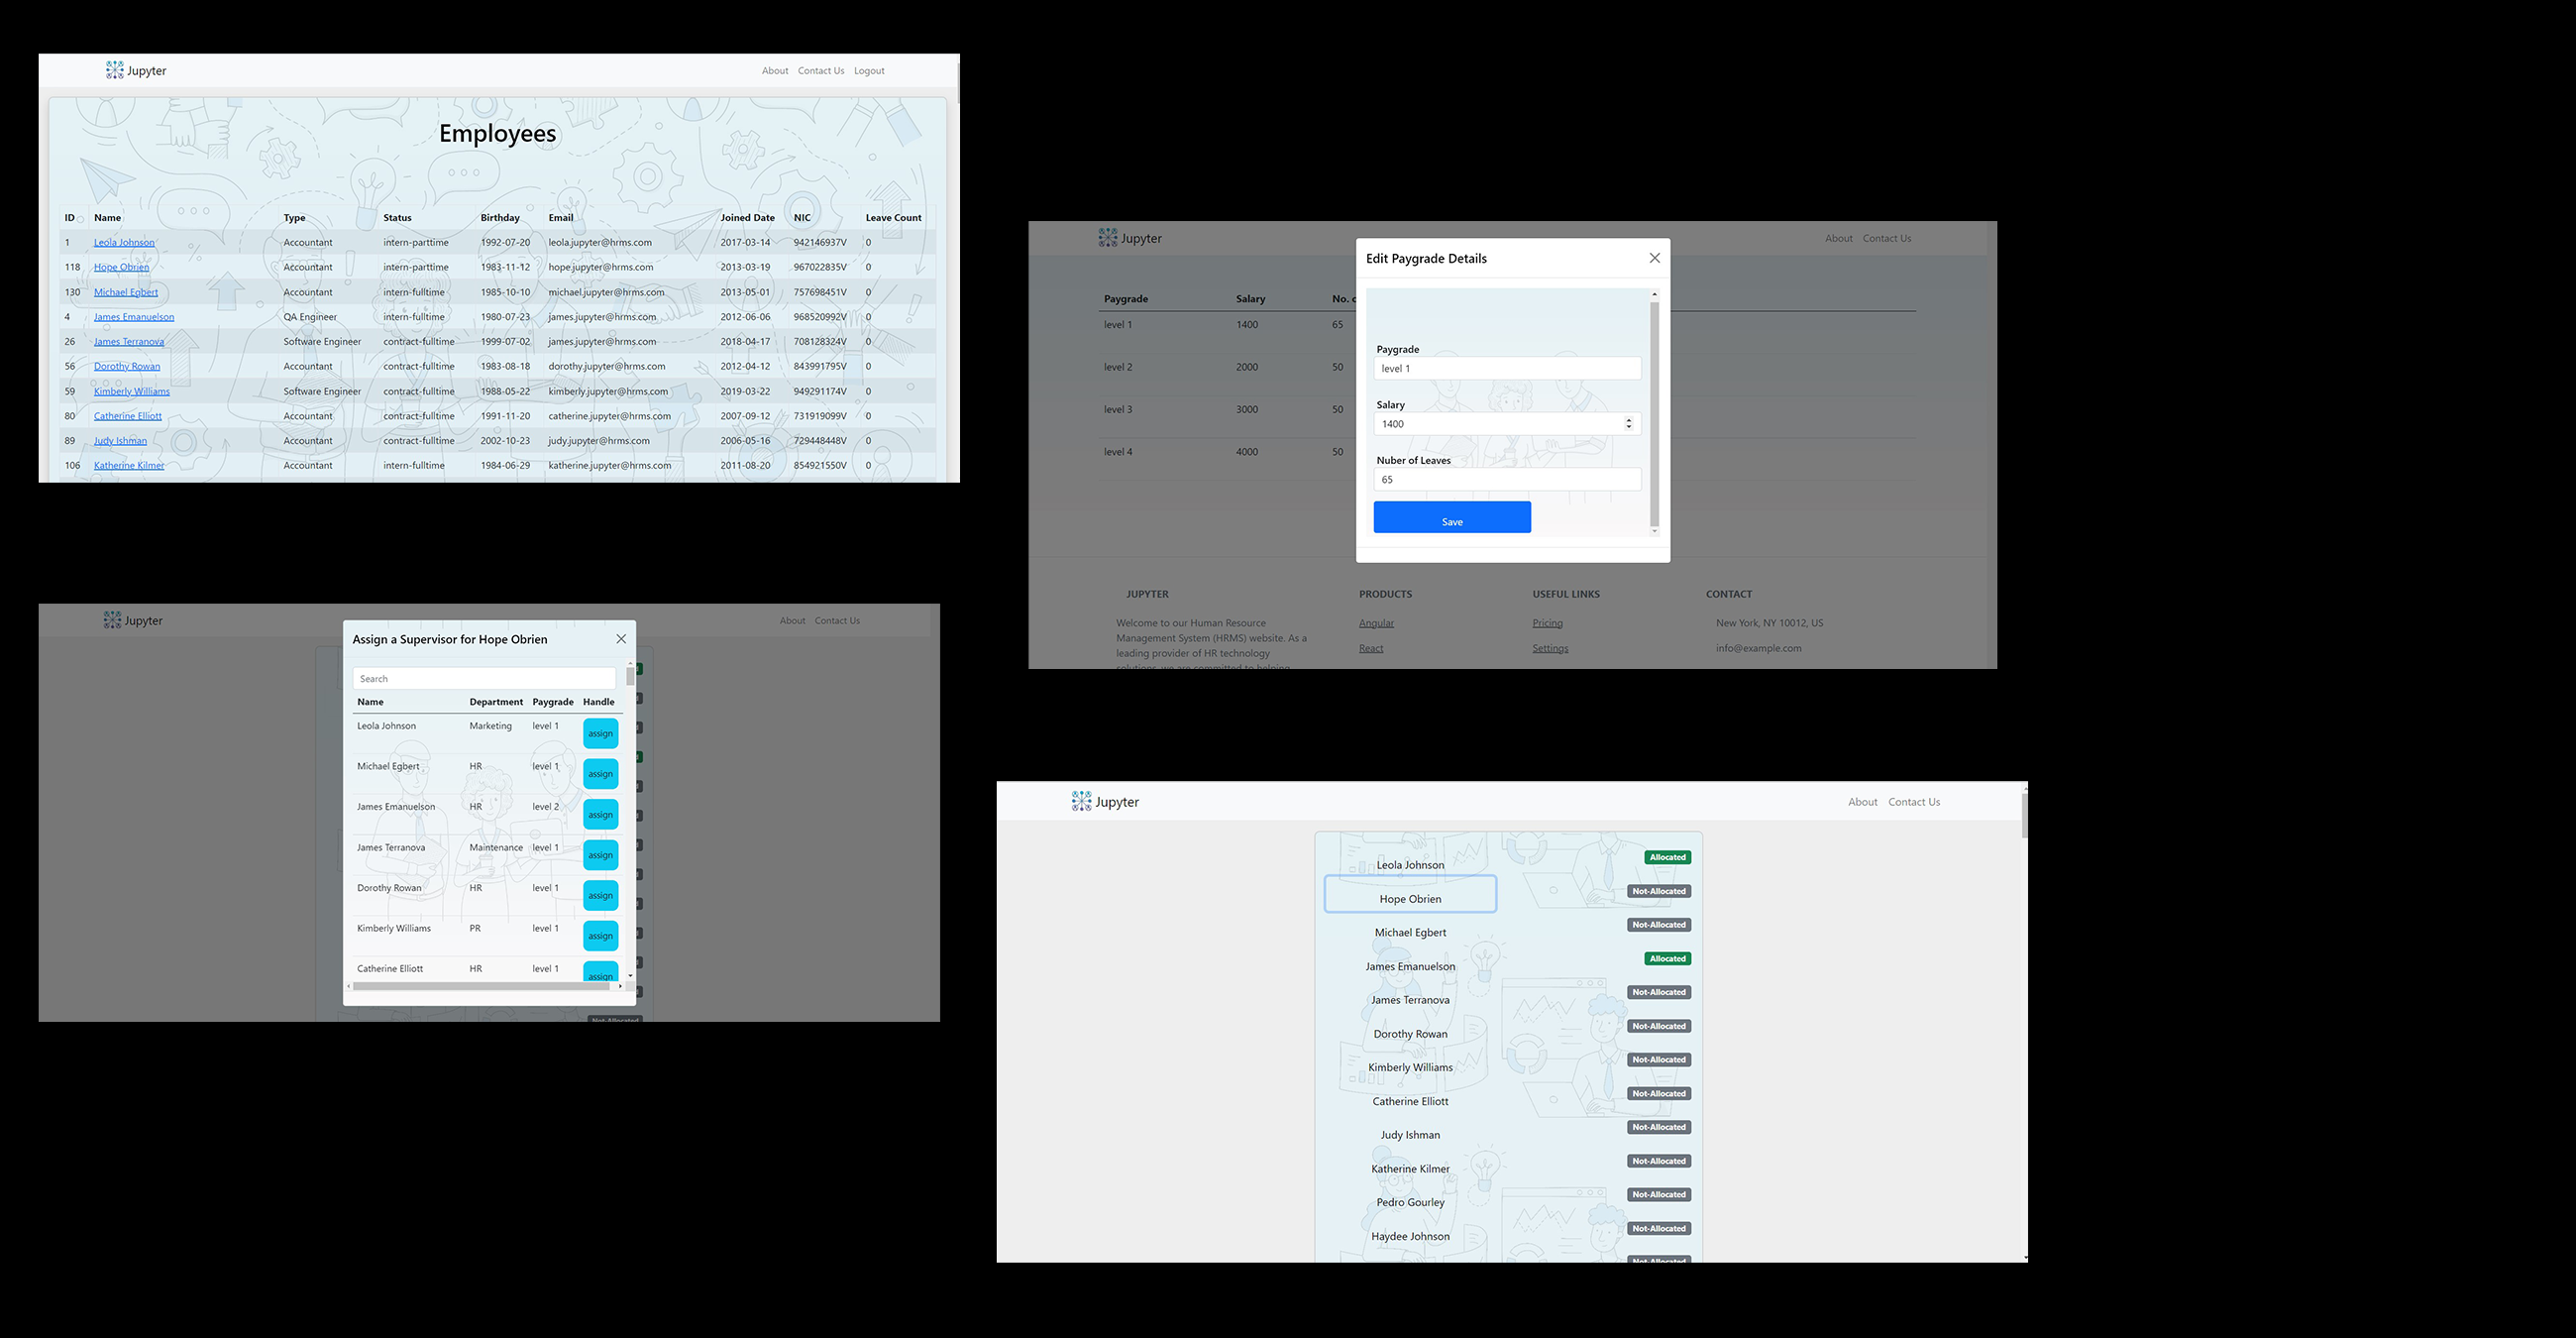 Jupyter About Contact Us Logout
Employees
ID Name Type Status Birthday Email Joined Date NIC Leave Count
1 Leola Johnson Accountant intern-parttime 1992-07-20 leola.jupyter@hrms.com 2017-03-14 942146937V 0
118 Hope Obrien Accountant intern-parttime 1983-11-12 hope.jupyter@hrms.com 2013-03-19 967022835V 0
130 Michael Egbert Accountant intern-fulltime 1985-10-10 michael.jupyter@hrms.com 2013-05-01 757698451V 0
4 James Emanuelson QA Engineer intern-fulltime 1980-07-23 james.jupyter@hrms.com 2012-06-06 968520992V 0
26 James Terranova Software Engineer contract-fulltime 1999-07-02 james.jupyter@hrms.com 2018-04-17 708128324V 0
56 Dorothy Rowan Accountant contract-fulltime 1983-08-18 dorothy.jupyter@hrms.com 2012-04-12 843991795V 0
59 Kimberly Williams Software Engineer contract-fulltime 1988-05-22 kimberly.jupyter@hrms.com 2019-03-22 949291174V 0
80 Catherine Elliott Accountant contract-fulltime 1991-11-20 catherine.jupyter@hrms.com 2007-09-12 731919099V 0
89 Judy Ishman Accountant contract-fulltime 2002-10-23 judy.jupyter@hrms.com 2006-05-16 729448448V 0
106 Katherine Kilmer Accountant intern-fulltime 1984-06-29 katherine.jupyter@hrms.com 2011-08-20 854921550V 0
Jupyter About Contact Us
Edit Paygrade Details
Paygrade Salary No.
level 1 1400 65
level 2 2000 50
level 3 3000 50
level 4 4000 50
Paygrade
level 1
Salary
1400
Nuber of Leaves
65
Save
JUPYTER PRODUCTS USEFUL LINKS CONTACT
Welcome to our Human Resource Angular Pricing New York, NY 10012, US
Management System (HRMS) website. As a
leading provider of HR technology React Settings info@example.com
solutions, we are committed to helping
Jupyter About Contact Us
Assign a Supervisor for Hope Obrien
Search
Name Department Paygrade Handle
Leola Johnson Marketing level 1 assign
Michael Egbert HR level 1 assign
James Emanuelson HR level 2 assign
James Terranova Maintenance level 1 assign
Dorothy Rowan HR level 1 assign
Kimberly Williams PR level 1 assign
Catherine Elliott HR level 1 assign
Not-Allocated
Jupyter About Contact Us
Leola Johnson Allocated
Hope Obrien Not-Allocated
Michael Egbert Not-Allocated
James Emanuelson Allocated
James Terranova Not-Allocated
Dorothy Rowan Not-Allocated
Kimberly Williams Not-Allocated
Catherine Elliott Not-Allocated
Judy Ishman Not-Allocated
Katherine Kilmer Not-Allocated
Pedro Gourley Not-Allocated
Haydee Johnson Not-Allocated
Not-Allocated